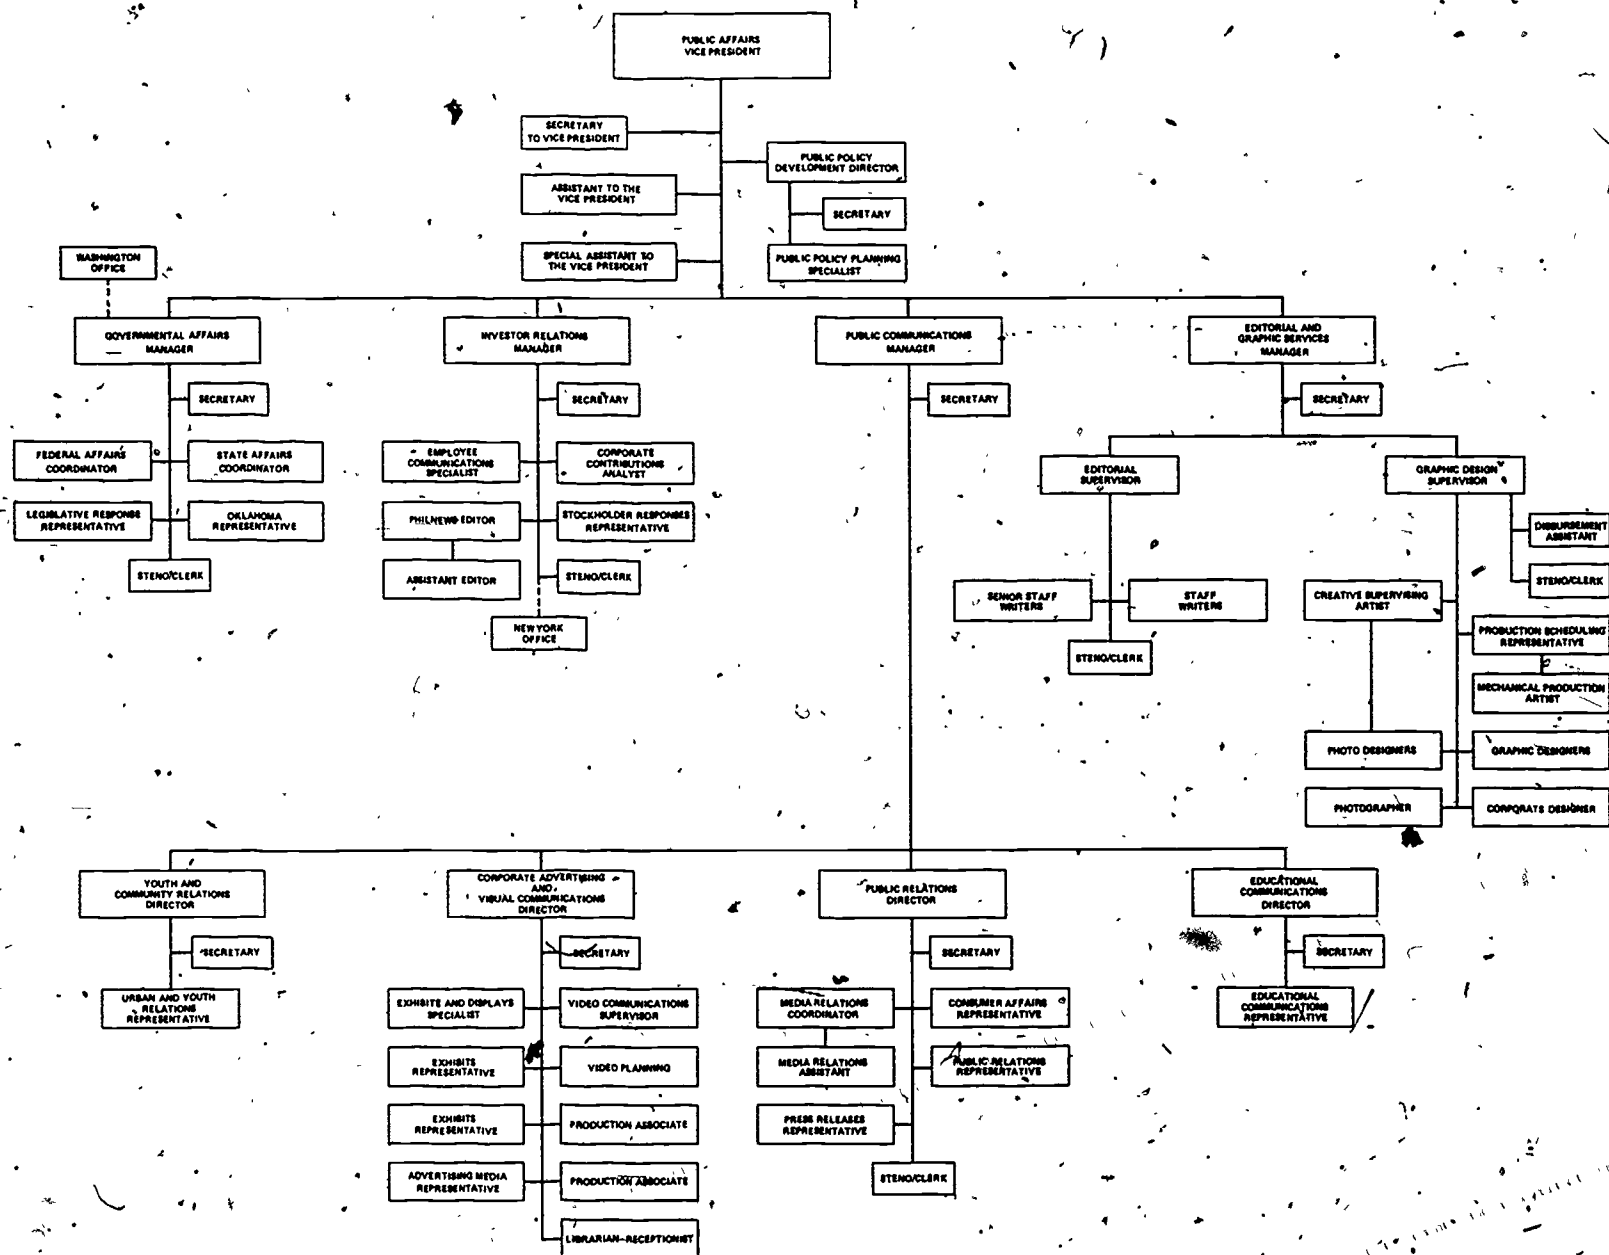 PUBLIC AFFAIRS
VICE PRESIDENT
SECRETARY
TO VICE PRESIDENT
PUBLIC POLICY
DEVELOPMENT DIRECTOR
ASSISTANT TO THE
VICE PRESIDENT
SECRETARY
SPECIAL ASSISTANT TO
THE VICE PRESIDENT
PUBLIC POLICY PLANNING
SPECIALIST
WASHINGTON
OFFICE
GOVERNMENTAL AFFAIRS
MANAGER
INVESTOR RELATIONS
MANAGER
PUBLIC COMMUNICATIONS
MANAGER
EDITORIAL AND
GRAPHIC SERVICES
MANAGER
SECRETARY
SECRETARY
SECRETARY
SECRETARY
FEDERAL AFFAIRS
COORDINATOR
STATE AFFAIRS
COORDINATOR
EMPLOYEE
COMMUNICATIONS
SPECIALIST
CORPORATE
CONTRIBUTIONS
ANALYST
EDITORIAL
SUPERVISOR
GRAPHIC DESIGN
SUPERVISOR
LEGISLATIVE RESPONSE
REPRESENTATIVE
OKLAHOMA
REPRESENTATIVE
PHILNEWS EDITOR
STOCKHOLDER RESPONSES
REPRESENTATIVE
DISBURSEMENT
ASSISTANT
STENO/CLERK
ASSISTANT EDITOR
STENO/CLERK
STENO/CLERK
SENIOR STAFF
WRITERS
STAFF
WRITERS
CREATIVE SUPERVISING
ARTIST
NEW YORK
OFFICE
PRODUCTION SCHEDULING
REPRESENTATIVE
STENO/CLERK
MECHANICAL PRODUCTION
ARTIST
PHOTO DESIGNERS
GRAPHIC DESIGNERS
PHOTOGRAPHER
CORPORATE DESIGNER
YOUTH AND
COMMUNITY RELATIONS
DIRECTOR
CORPORATE ADVERTISING
AND
VISUAL COMMUNICATIONS
DIRECTOR
PUBLIC RELATIONS
DIRECTOR
EDUCATIONAL
COMMUNICATIONS
DIRECTOR
SECRETARY
SECRETARY
SECRETARY
SECRETARY
URBAN AND YOUTH
RELATIONS
REPRESENTATIVE
EXHIBITS AND DISPLAYS
SPECIALIST
VIDEO COMMUNICATIONS
SUPERVISOR
MEDIA RELATIONS
COORDINATOR
CONSUMER AFFAIRS
REPRESENTATIVE
EDUCATIONAL
COMMUNICATIONS
REPRESENTATIVE
EXHIBITS
REPRESENTATIVE
VIDEO PLANNING
MEDIA RELATIONS
ASSISTANT
PUBLIC RELATIONS
REPRESENTATIVE
EXHIBITS
REPRESENTATIVE
PRODUCTION ASSOCIATE
PRESS RELEASES
REPRESENTATIVE
ADVERTISING MEDIA
REPRESENTATIVE
PRODUCTION ASSOCIATE
STENO/CLERK
LIBRARIAN-RECEPTIONIST